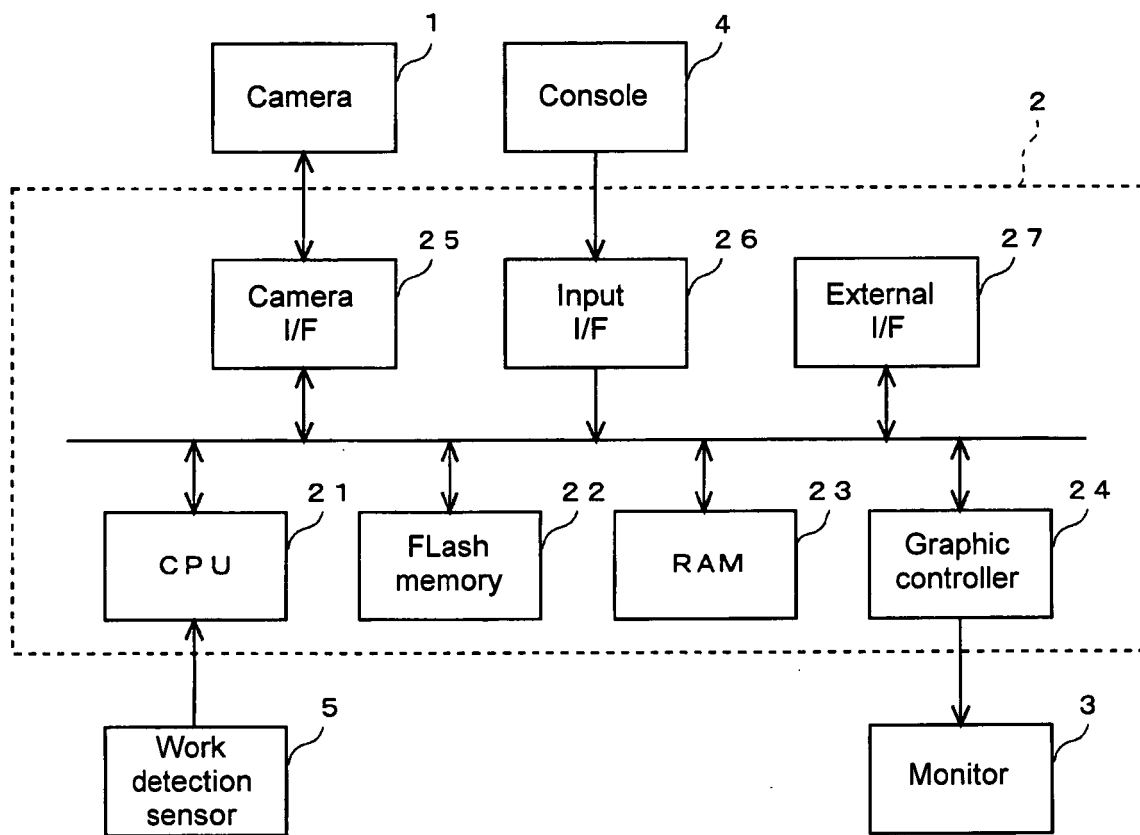 1
4
Camera
Console
2
25
26
27
Camera
I/F
Input
I/F
External
I/F
21
22
23
24
CPU
FLash
memory
RAM
Graphic
controller
5
3
Work
detection
sensor
Monitor